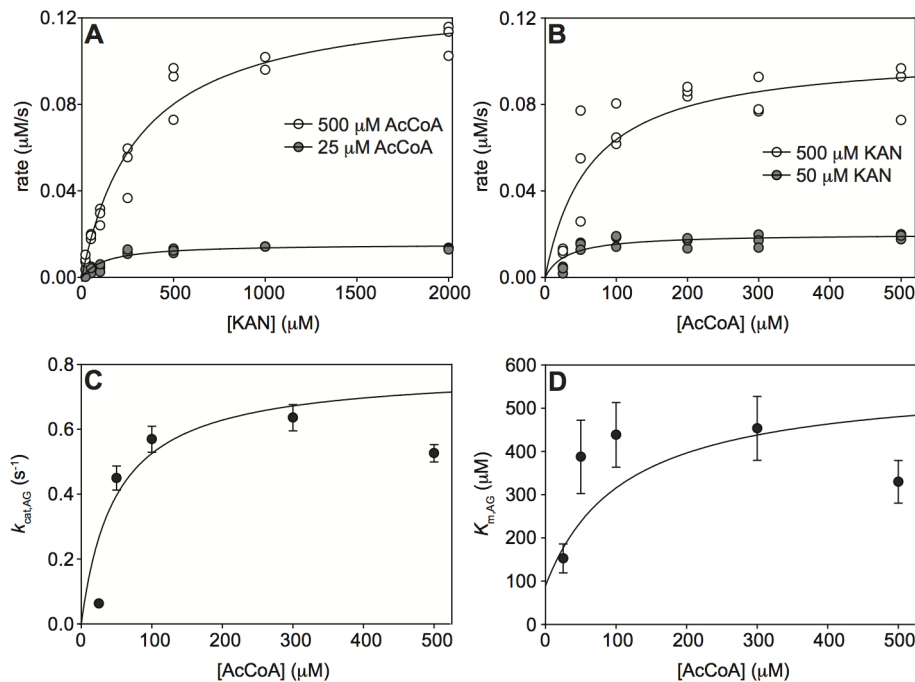 A
0.12
0.08
0.04
0.00
rate (µM/s)
500 µM AcCoA
25 µM AcCoA
0
500
1000
1500
2000
[KAN] (µM)
B
0.12
0.08
0.04
0.00
rate (µM/s)
500 µM KAN
50 µM KAN
0
100
200
300
400
500
[AcCoA] (µM)
C
0.8
0.6
0.4
0.2
0.0
kcat,AG (s⁻¹)
0
100
200
300
400
500
[AcCoA] (µM)
D
600
500
400
300
200
100
0
Km,AG
(µM)
0
100
200
300
400
500
[AcCoA] (µM)